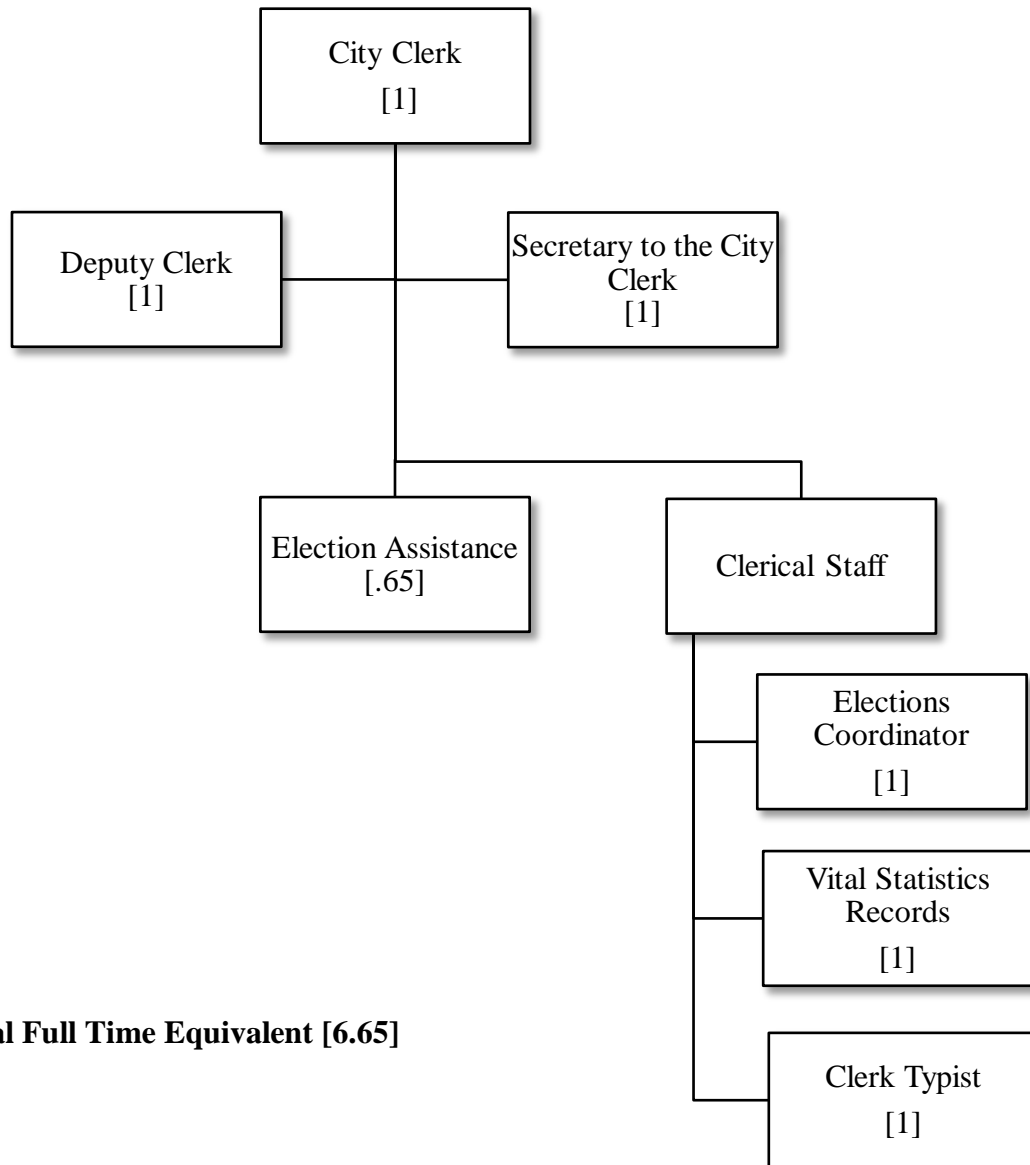 City Clerk
[1]
Deputy Clerk
[1]
Secretary to the City
Clerk
[1]
Election Assistance
[.65]
Clerical Staff
Elections
Coordinator
[1]
Vital Statistics
Records
[1]
Full Time Equivalent [6.65]
Clerk Typist
[1]